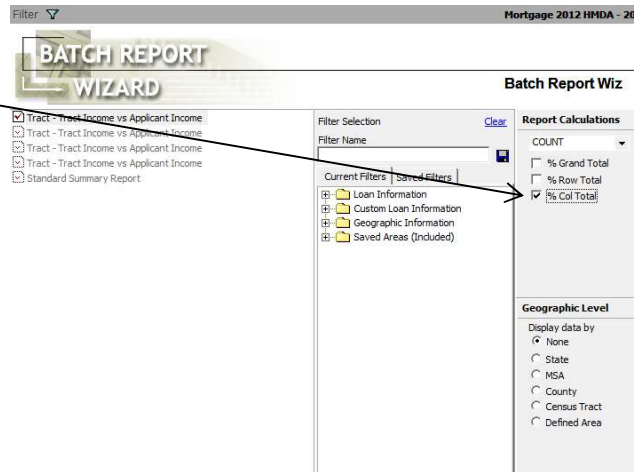 Filter
Mortgage 2012 HMDA - 20
BATCH REPORT
WIZARD
Batch Report Wiz
Tract - Tract Income vs Applicant Income
Tract - Tract Income vs Applicant Income
Tract - Tract Income vs Applicant Income
Tract - Tract Income vs Applicant Income
Standard Summary Report
Filter Selection
Clear
Filter Name
Current Filters
Saved Filters
Loan Information
Custom Loan Information
Geographic Information
Saved Areas (Included)
Report Calculations
COUNT
% Grand Total
% Row Total
% Col Total
Geographic Level
Display data by
None
State
MSA
County
Census Tract
Defined Area